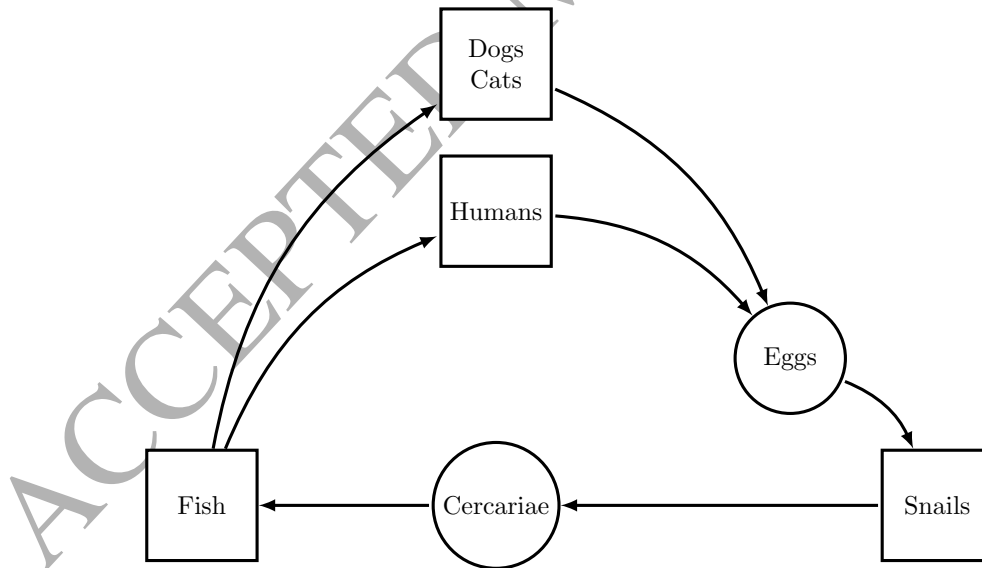 Dogs
Cats
Humans
Eggs
Fish
Cercariae
Snails
ACCEPTED